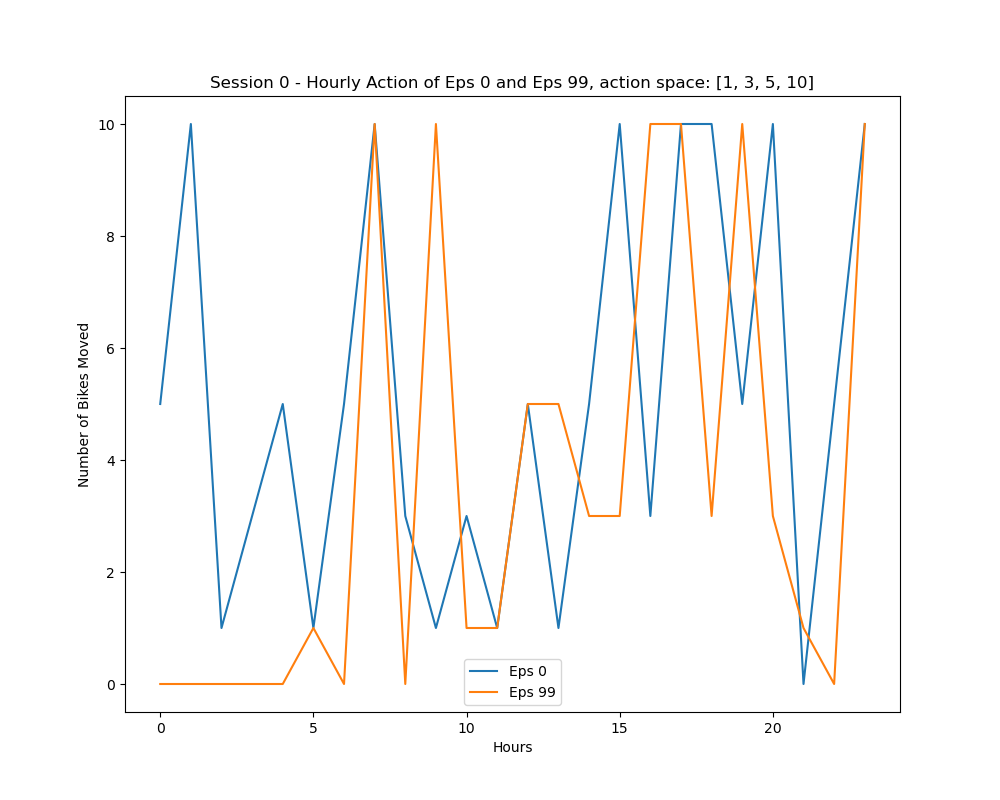 Session 0 - Hourly Action of Eps 0 and Eps 99, action space: [1, 3, 5, 10]
10
8
6
4
2
0
Number of Bikes Moved
Eps 0
Eps 99
0 5 10 15 20
Hours